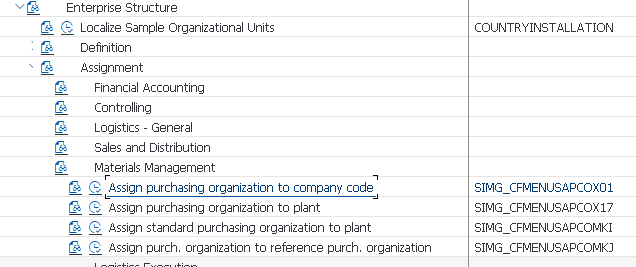 Enterprise Structure
Localize Sample Organizational Units COUNTRYINSTALLATION
Definition
Assignment
Financial Accounting
Controlling
Logistics - General
Sales and Distribution
Materials Management
Assign purchasing organization to company code SIMG_CFMENUSAPCOX01
Assign purchasing organization to plant SIMG_CFMENUSAPCOX17
Assign standard purchasing organization to plant SIMG_CFMENUSAPCOMKI
Assign purch. organization to reference purch. organization SIMG_CFMENUSAPCOMKJ
Logistics Execution